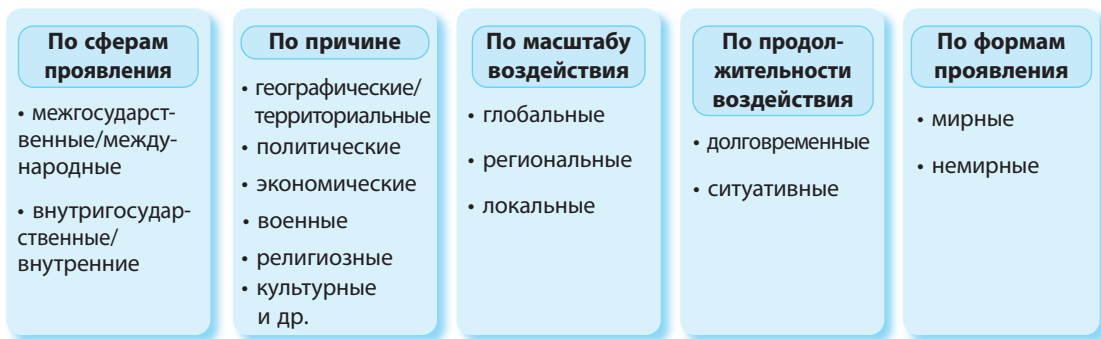 По сферам
проявления
• межгосударст-
венные/между-
народные
• внутригосудар-
ственные/
внутренние
По причине
• географические/
территориальные
• политические
• экономические
• военные
• религиозные
• культурные
и др.
По масштабу
воздействия
• глобальные
• региональные
• локальные
По продол-
жительности
воздействия
• долговременные
• ситуативные
По формам
проявления
• мирные
• немирные